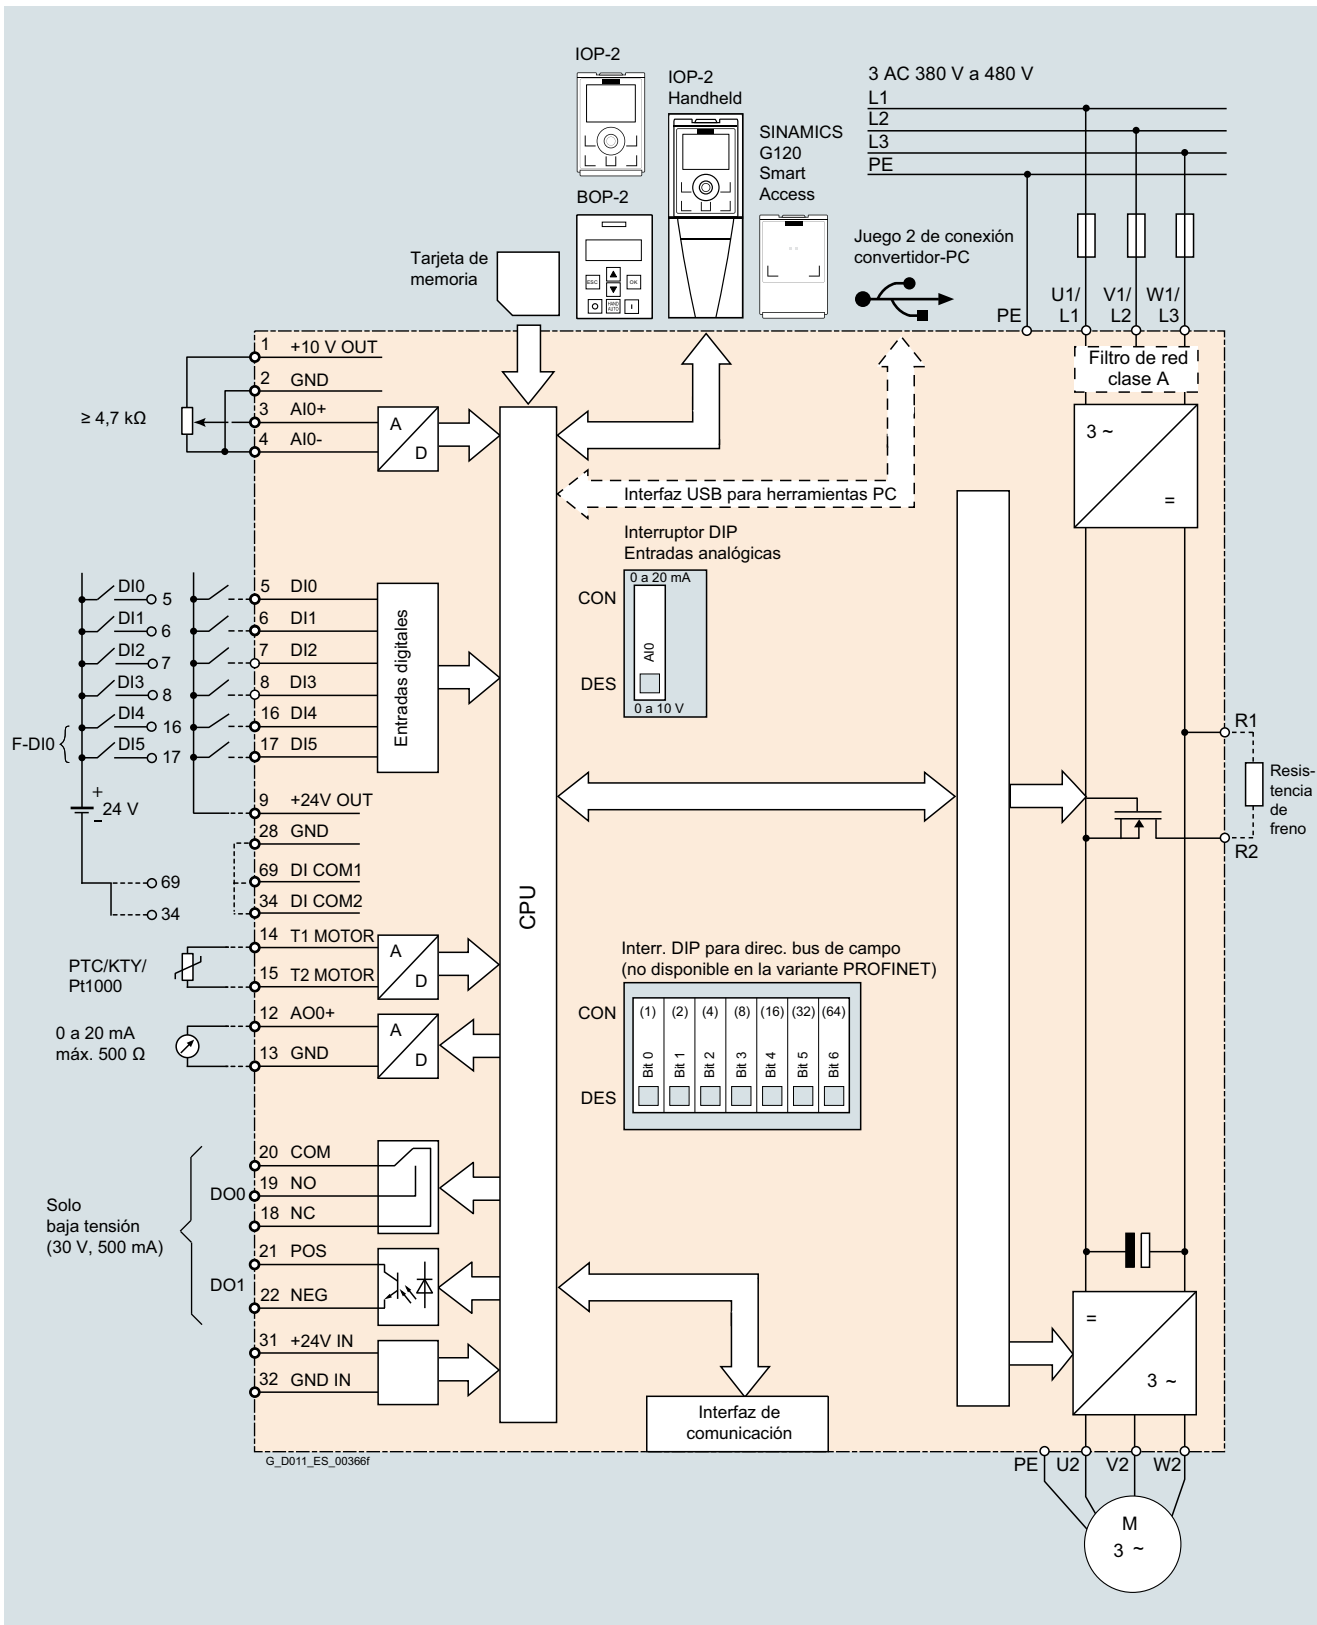 IOP-2
IOP-2
Handheld
SINAMICS
G120
Smart
Access
BOP-2
ESC
OK
HAND
AUTO
I
Tarjeta de
memoria
Juego 2 de conexión
convertidor-PC
3 AC 380 V a 480 V
L1
L2
L3
PE
PE
U1/
L1
V1/
L2
W1/
L3
Filtro de red
clase A
3 ~
=
≥ 4,7 kΩ
1 +10 V OUT
2 GND
3 AI0+
4 AI0-
A
D
Interfaz USB para herramientas PC
Interruptor DIP
Entradas analógicas
0 a 20 mA
CON
AI0
DES
0 a 10 V
DI0 5
DI1 6
DI2 7
DI3 8
DI4 16
DI5 17
F-DI0
+
24 V
–
69
34
5 DI0
6 DI1
7 DI2
8 DI3
16 DI4
17 DI5
Entradas digitales
9 +24V OUT
28 GND
69 DI COM1
34 DI COM2
CPU
R1
Resis-
tencia
de
freno
R2
PTC/KTY/
Pt1000
14 T1 MOTOR
15 T2 MOTOR
A
D
0 a 20 mA
máx. 500 Ω
12 AO0+
13 GND
A
D
Interr. DIP para direc. bus de campo
(no disponible en la variante PROFINET)
CON
(1) (2) (4) (8) (16) (32) (64)
Bit 0 Bit 1 Bit 2 Bit 3 Bit 4 Bit 5 Bit 6
DES
Solo
baja tensión
(30 V, 500 mA)
DO0
20 COM
19 NO
18 NC
DO1
21 POS
22 NEG
31 +24V IN
32 GND IN
Interfaz de
comunicación
=
3 ~
G_D011_ES_00366f
PE U2 V2 W2
M
3 ~